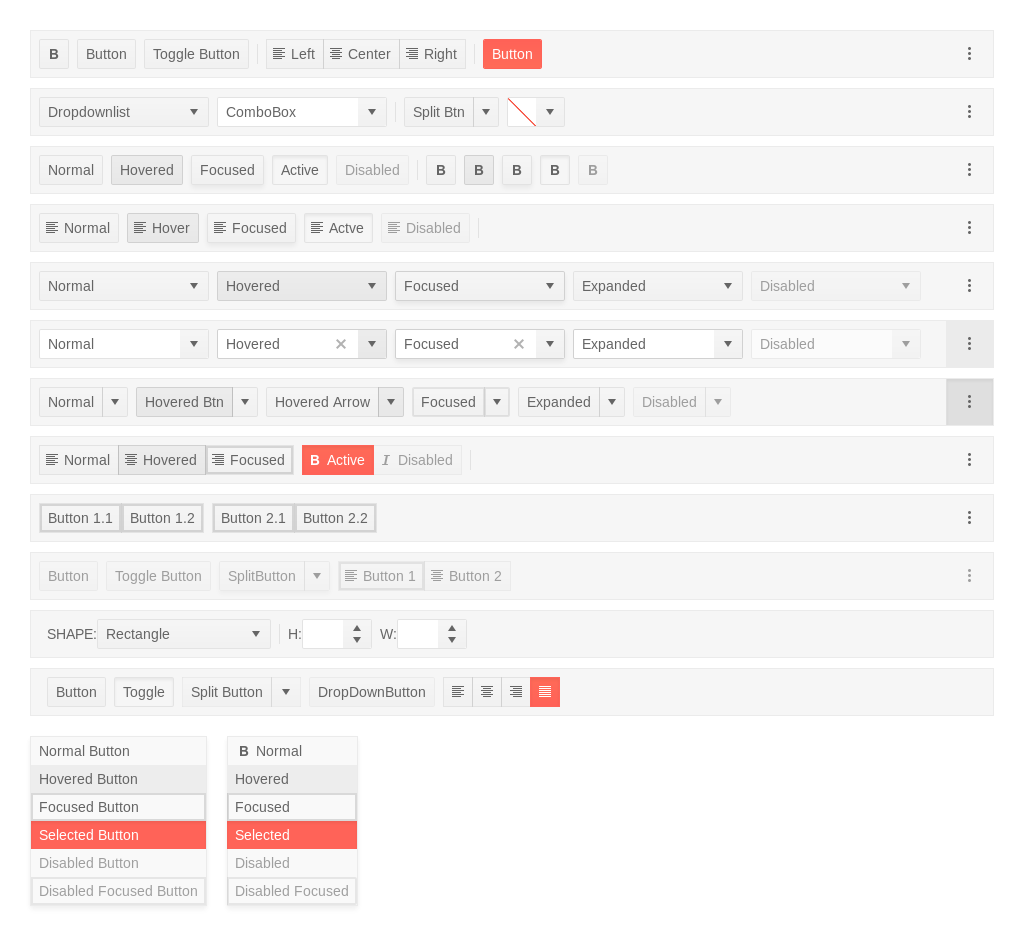 B Button Toggle Button Left Center Right Button
Dropdownlist ComboBox Split Btn
Normal Hovered Focused Active Disabled B B B B B
Normal Hover Focused Actve Disabled
Normal Hovered Focused Expanded Disabled
Normal Hovered Focused Expanded Disabled
Normal Hovered Btn Hovered Arrow Focused Expanded Disabled
Normal Hovered Focused B Active I Disabled
Button 1.1 Button 1.2 Button 2.1 Button 2.2
Button Toggle Button SplitButton Button 1 Button 2
SHAPE: Rectangle H: W:
Button Toggle Split Button DropDownButton
Normal Button
Hovered Button
Focused Button
Selected Button
Disabled Button
Disabled Focused Button
B Normal
Hovered
Focused
Selected
Disabled
Disabled Focused